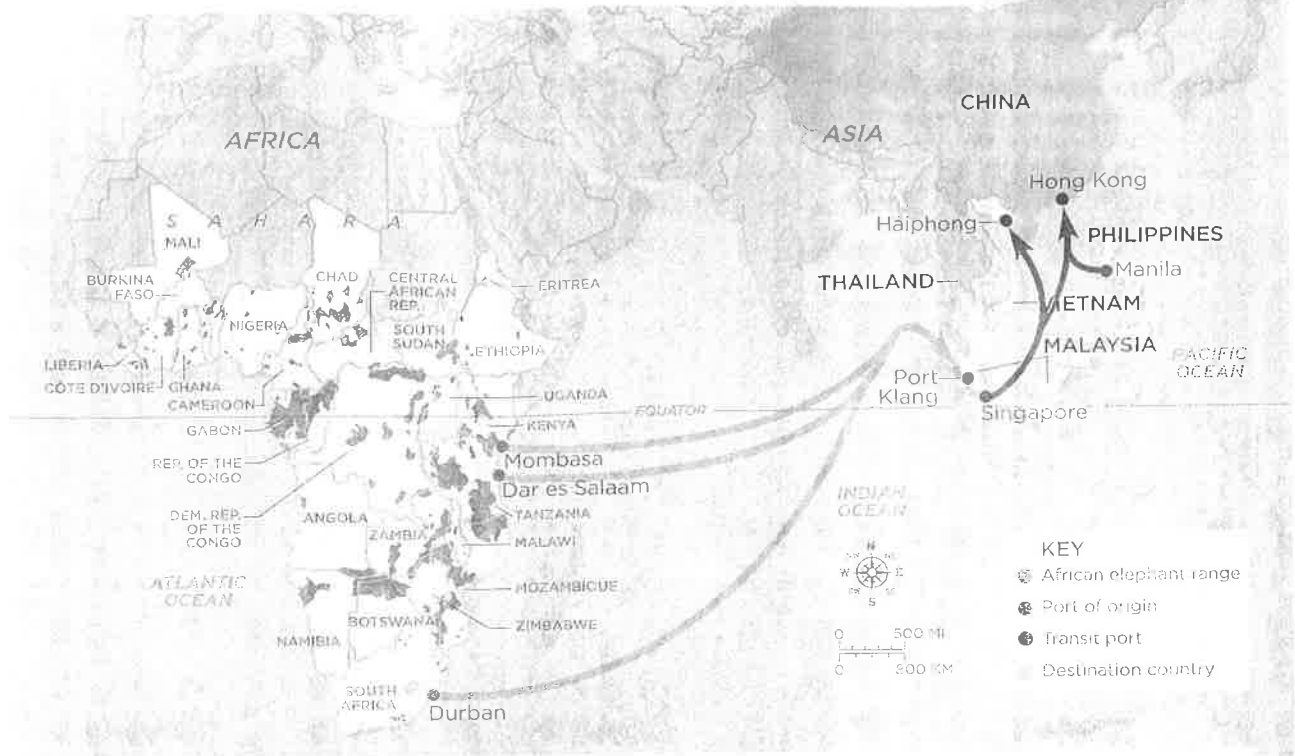 CHINA
AFRICA
ASIA
Hong Kong
Haiphong
SAHARA
MALI
PHILIPPINES
Manila
BURKINA
FASO
CHAD
CENTRAL
AFRICAN
REP.
ERITREA
THAILAND
VIETNAM
NIGERIA
SOUTH
SUDAN
ETHIOPIA
MALAYSIA
PACIFIC
OCEAN
LIBERIA
CÔTE D'IVOIRE
GHANA
CAMEROON
Port
Klang
UGANDA
EQUATOR
Singapore
GABON
KENYA
REP. OF THE
CONGO
Mombasa
Dar es Salaam
DEM. REP.
OF THE
CONGO
ANGOLA
TANZANIA
INDIAN
OCEAN
ZAMBIA
MALAWI
ATLANTIC
OCEAN
MOZAMBIQUE
BOTSWANA
ZIMBABWE
NAMIBIA
SOUTH
AFRICA
Durban
N
W E
S
0 500 MI
0 500 KM
KEY
African elephant range
Port of origin
Transit port
Destination country